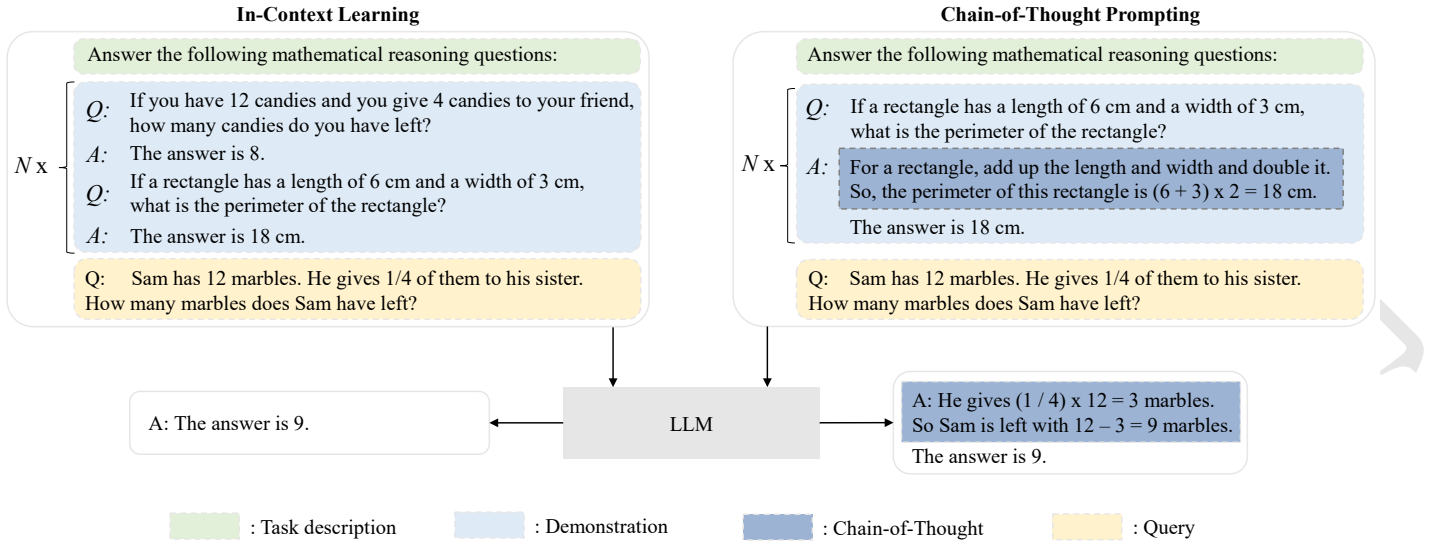 In-Context Learning
Answer the following mathematical reasoning questions:
N x
Q: If you have 12 candies and you give 4 candies to your friend,
how many candies do you have left?
A: The answer is 8.
Q: If a rectangle has a length of 6 cm and a width of 3 cm,
what is the perimeter of the rectangle?
A: The answer is 18 cm.
Q: Sam has 12 marbles. He gives 1/4 of them to his sister.
How many marbles does Sam have left?
Chain-of-Thought Prompting
Answer the following mathematical reasoning questions:
N x
Q: If a rectangle has a length of 6 cm and a width of 3 cm,
what is the perimeter of the rectangle?
A: For a rectangle, add up the length and width and double it.
So, the perimeter of this rectangle is (6 + 3) x 2 = 18 cm.
The answer is 18 cm.
Q: Sam has 12 marbles. He gives 1/4 of them to his sister.
How many marbles does Sam have left?
A: The answer is 9.
LLM
A: He gives (1 / 4) x 12 = 3 marbles.
So Sam is left with 12 – 3 = 9 marbles.
The answer is 9.
: Task description
: Demonstration
: Chain-of-Thought
: Query